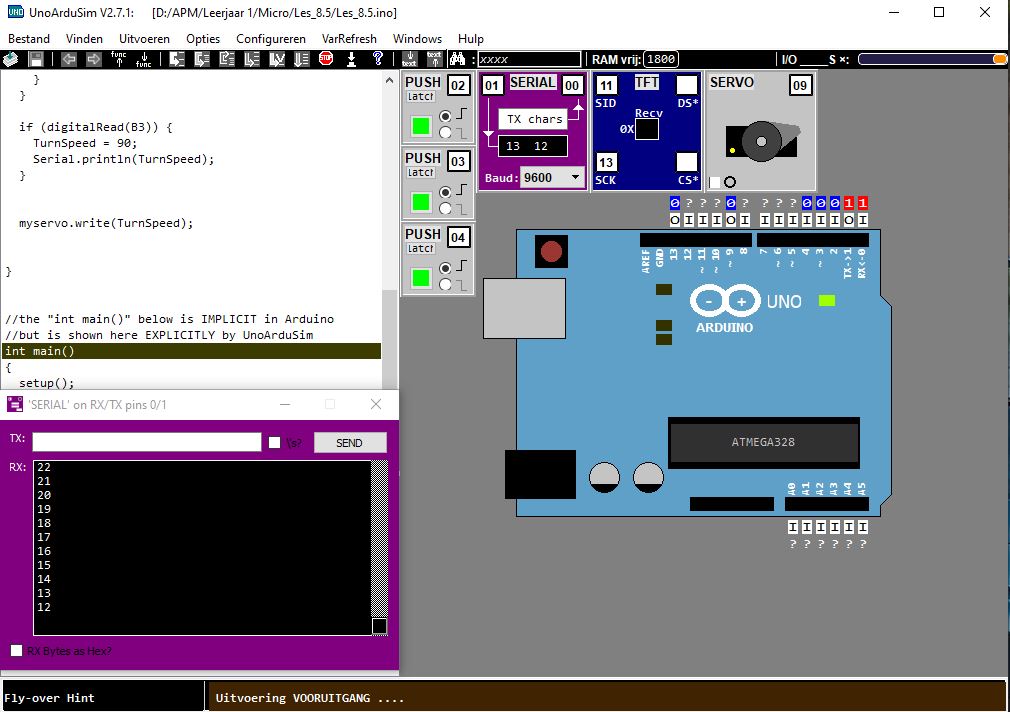 UnoArduSim V2.7.1:    [D:/APM/Leerjaar 1/Micro/Les_8.5/Les_8.5.ino]
Bestand Vinden Uitvoeren Opties Configureren VarRefresh Windows Hulp
func func STOP ? text text : xxxx RAM vrij: 1800 I/O ____S ×:
}
}
if (digitalRead(B3)) {
TurnSpeed = 90;
Serial.println(TurnSpeed);
}
myservo.write(TurnSpeed);
}
//the "int main()" below is IMPLICIT in Arduino
//but is shown here EXPLICITLY by UnoArduSim
int main()
{
setup();
PUSH 02
latch
PUSH 03
latch
PUSH 04
latch
01 SERIAL 00
TX chars
13 12
Baud: 9600
11 TFT
SID DS*
Recv
0X
13
SCK CS*
SERVO 09
0 ? ? ? 0 ? ? ? ? 0 0 0 1 1
O I I I O I I I I I I I O I
AREF GND 13 12 ~ 11 ~ 10 ~ 9 8 7 ~ 6 ~ 5 4 ~ 3 2 TX->1 RX<-0
- + UNO
ARDUINO
ATMEGA328
A0 A1 A2 A3 A4 A5
I I I I I I
? ? ? ? ? ?
'SERIAL' on RX/TX pins 0/1
TX: \s? SEND
RX:
22
21
20
19
18
17
16
15
14
13
12
RX Bytes as Hex?
Fly-over Hint
Uitvoering VOORUITGANG ....